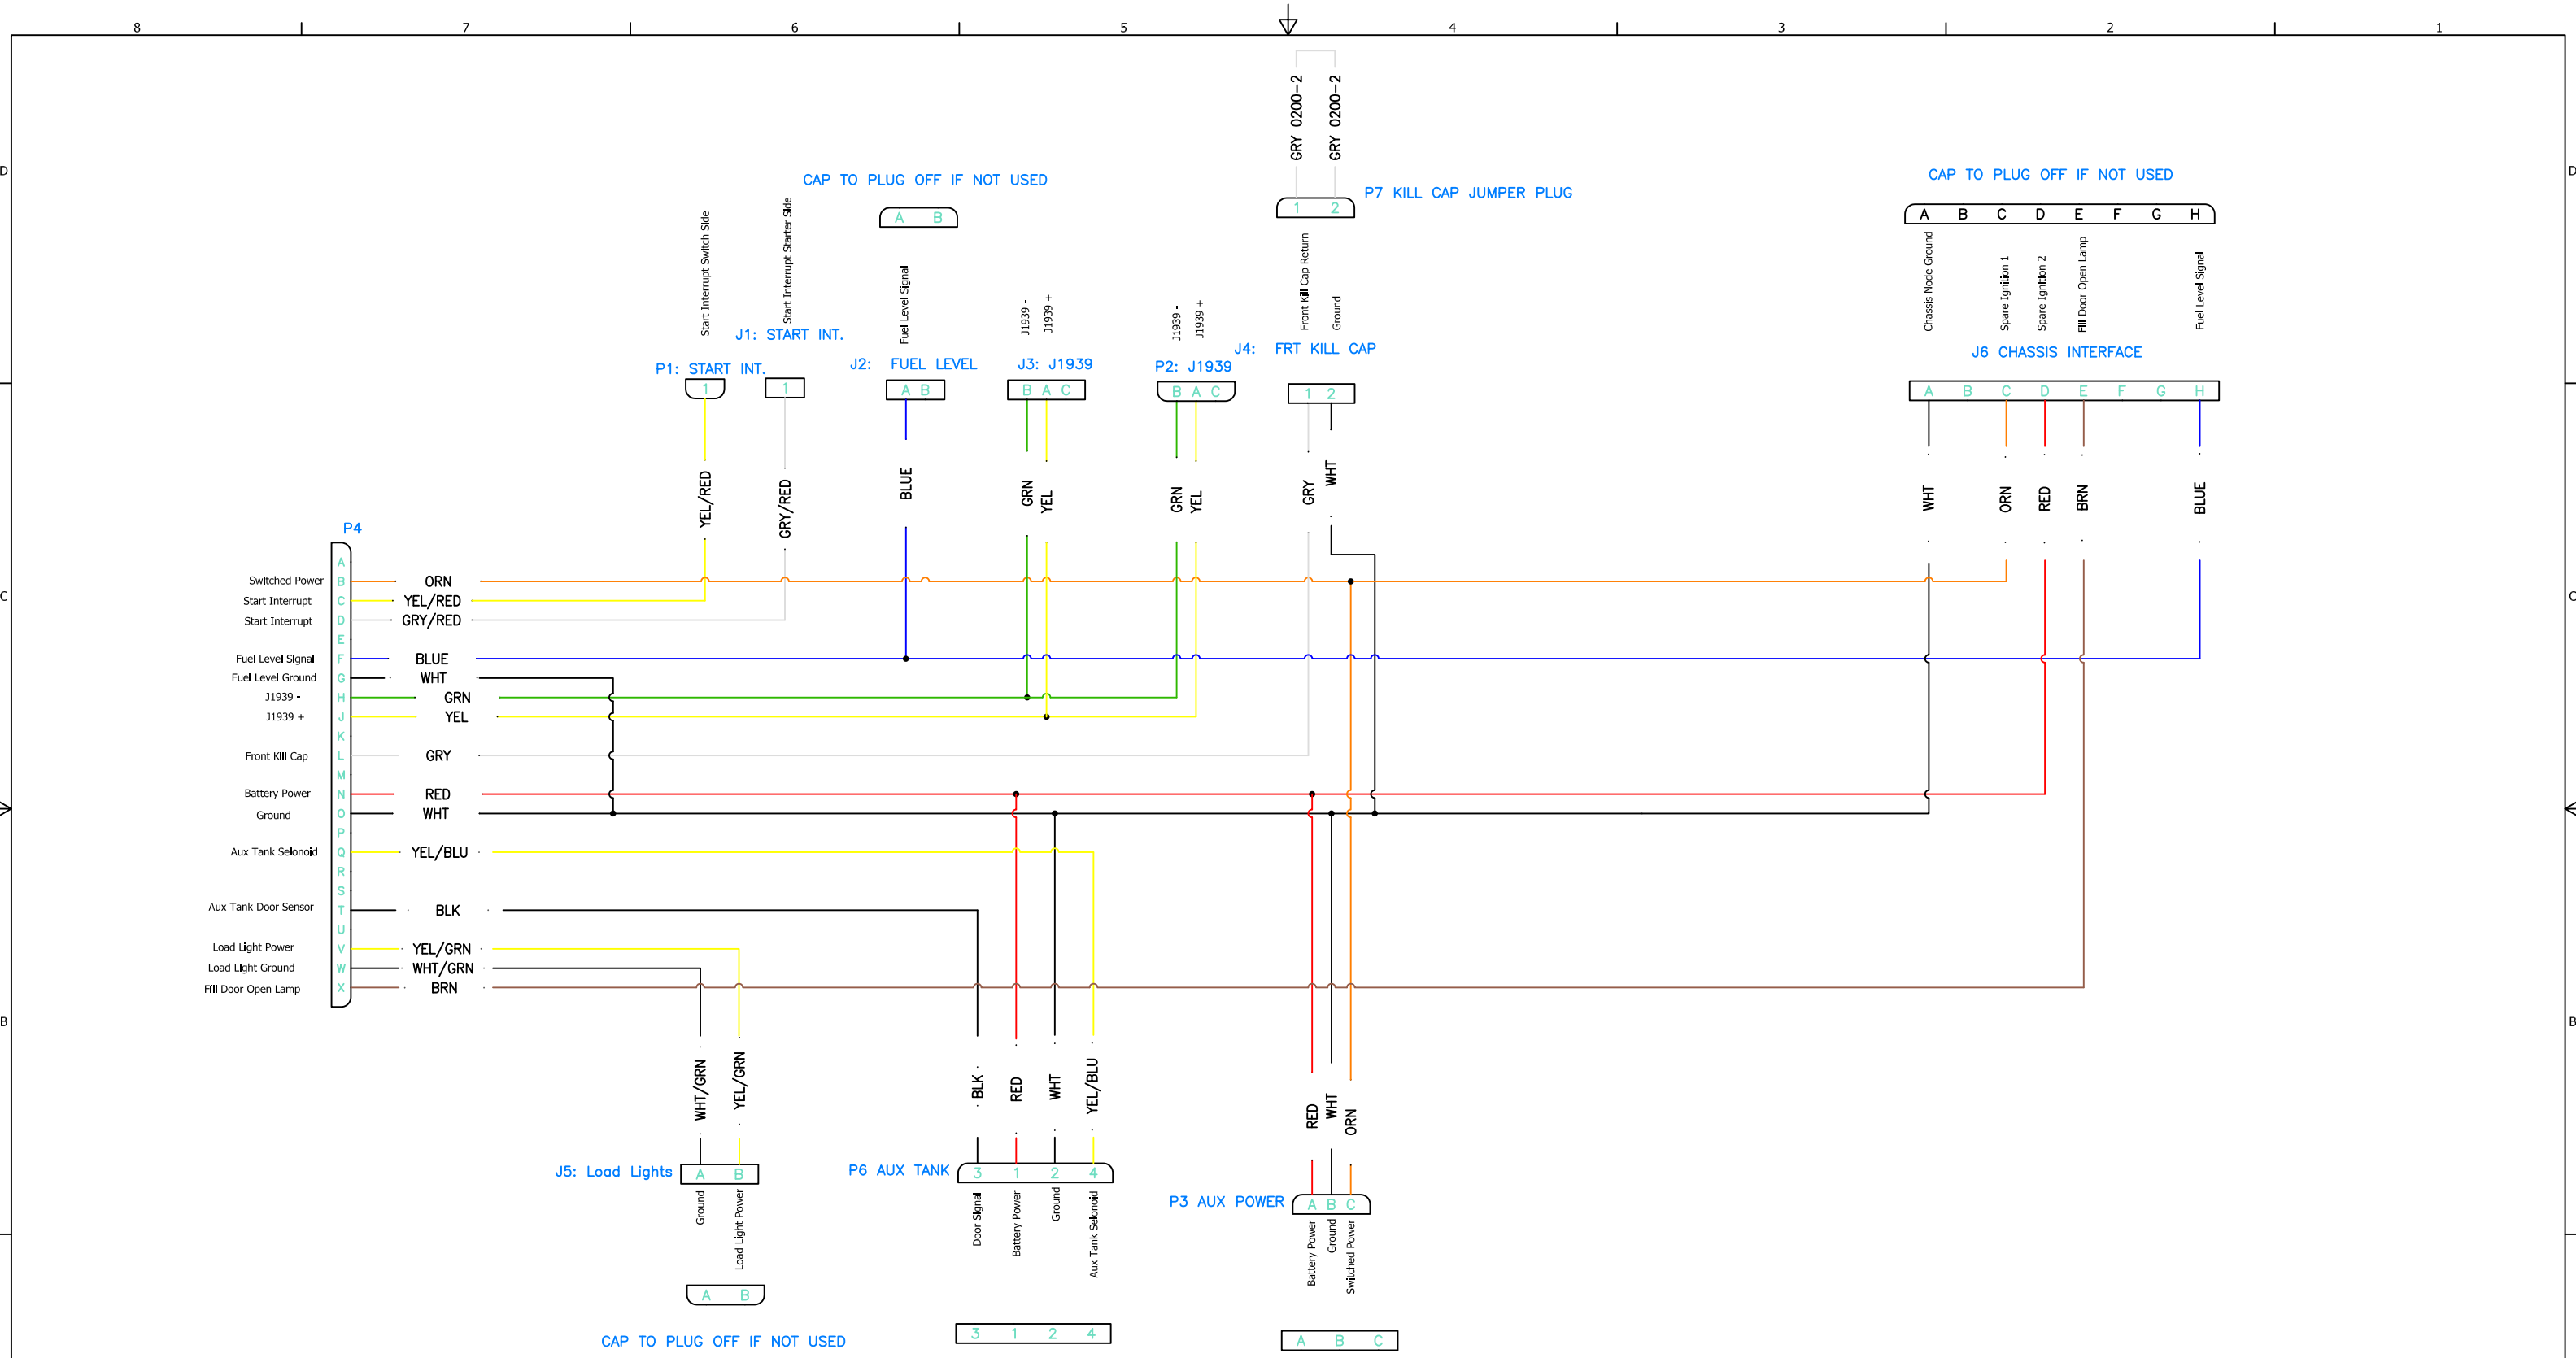 8 7 6 5 4 3 2 1
D
D
GRY 0200-2
GRY 0200-2
CAP TO PLUG OFF IF NOT USED
A B
P7 KILL CAP JUMPER PLUG
1 2
CAP TO PLUG OFF IF NOT USED
A B C D E F G H
Start Interrupt Switch Side
Start Interrupt Starter Side
Fuel Level Signal
J1939 -
J1939 +
J1939 -
J1939 +
Front Kill Cap Return
Ground
Chassis Node Ground
Spare Ignition 1
Spare Ignition 2
Fill Door Open Lamp
Fuel Level Signal
P1: START INT.
1
J1: START INT.
1
J2: FUEL LEVEL
A B
J3: J1939
B A C
P2: J1939
B A C
J4: FRT KILL CAP
1 2
J6 CHASSIS INTERFACE
A B C D E F G H
YEL/RED
GRY/RED
BLUE
GRN
YEL
GRN
YEL
GRY
WHT
WHT
ORN
RED
BRN
BLUE
C
C
P4
A
Switched Power B ORN
Start Interrupt C YEL/RED
Start Interrupt D GRY/RED
E
Fuel Level Signal F BLUE
Fuel Level Ground G WHT
J1939 - H GRN
J1939 + J YEL
K
Front Kill Cap L GRY
M
Battery Power N RED
Ground O WHT
P
Aux Tank Selonoid Q YEL/BLU
R
S
Aux Tank Door Sensor T BLK
U
Load Light Power V YEL/GRN
Load Light Ground W WHT/GRN
Fill Door Open Lamp X BRN
B
B
WHT/GRN
YEL/GRN
BLK
RED
WHT
YEL/BLU
RED
WHT
ORN
J5: Load Lights
A B
Ground
Load Light Power
A B
CAP TO PLUG OFF IF NOT USED
P6 AUX TANK
3 1 2 4
Door Signal
Battery Power
Ground
Aux Tank Selonoid
3 1 2 4
P3 AUX POWER
A B C
Battery Power
Ground
Switched Power
A B C